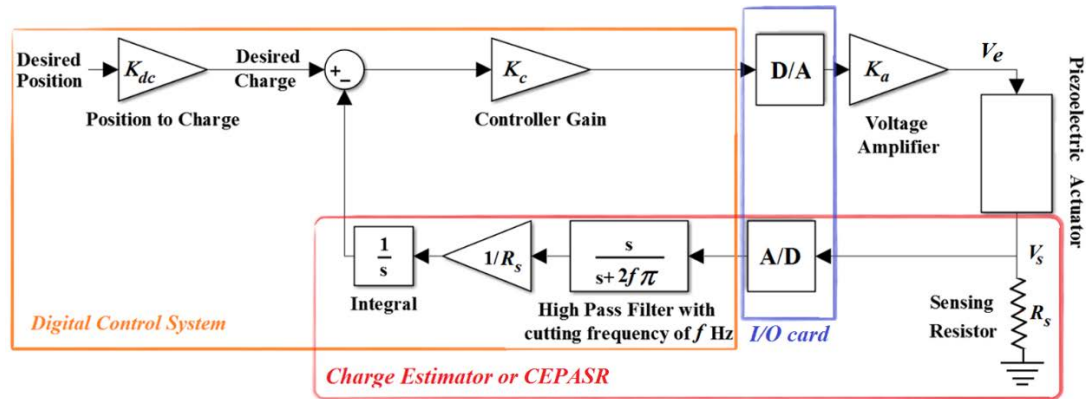 Desired
Position
K_dc
Position to Charge
Desired
Charge
+
-
K_c
Controller Gain
D/A
K_a
Voltage
Amplifier
V_e
Piezoelectric Actuator
1
s
Integral
1/R_s
s
s+2fπ
High Pass Filter with
cutting frequency of f Hz
A/D
V_s
Sensing
Resistor
R_s
Digital Control System
I/O card
Charge Estimator or CEPASR